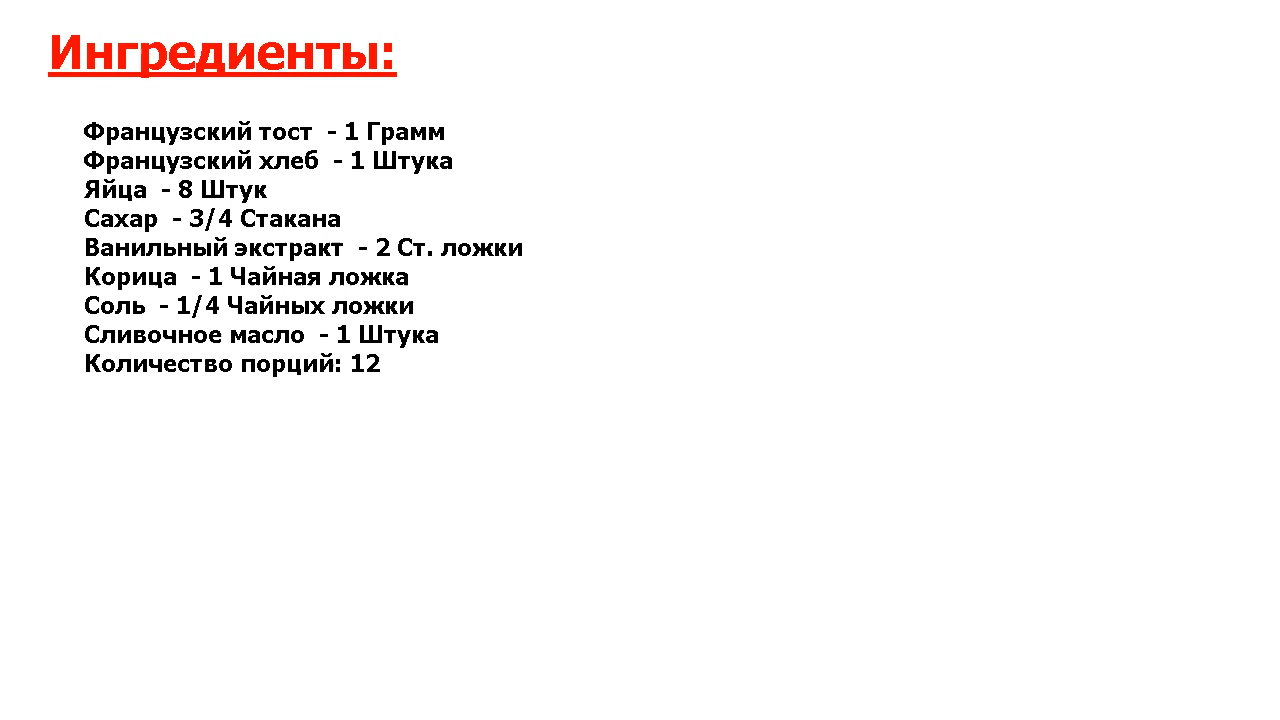 Ингредиенты:
Французский тост  - 1 Грамм
Французский хлеб  - 1 Штука
Яйца  - 8 Штук
Сахар  - 3/4 Стакана
Ванильный экстракт  - 2 Ст. ложки
Корица  - 1 Чайная ложка
Соль  - 1/4 Чайных ложки
Сливочное масло  - 1 Штука
Количество порций: 12